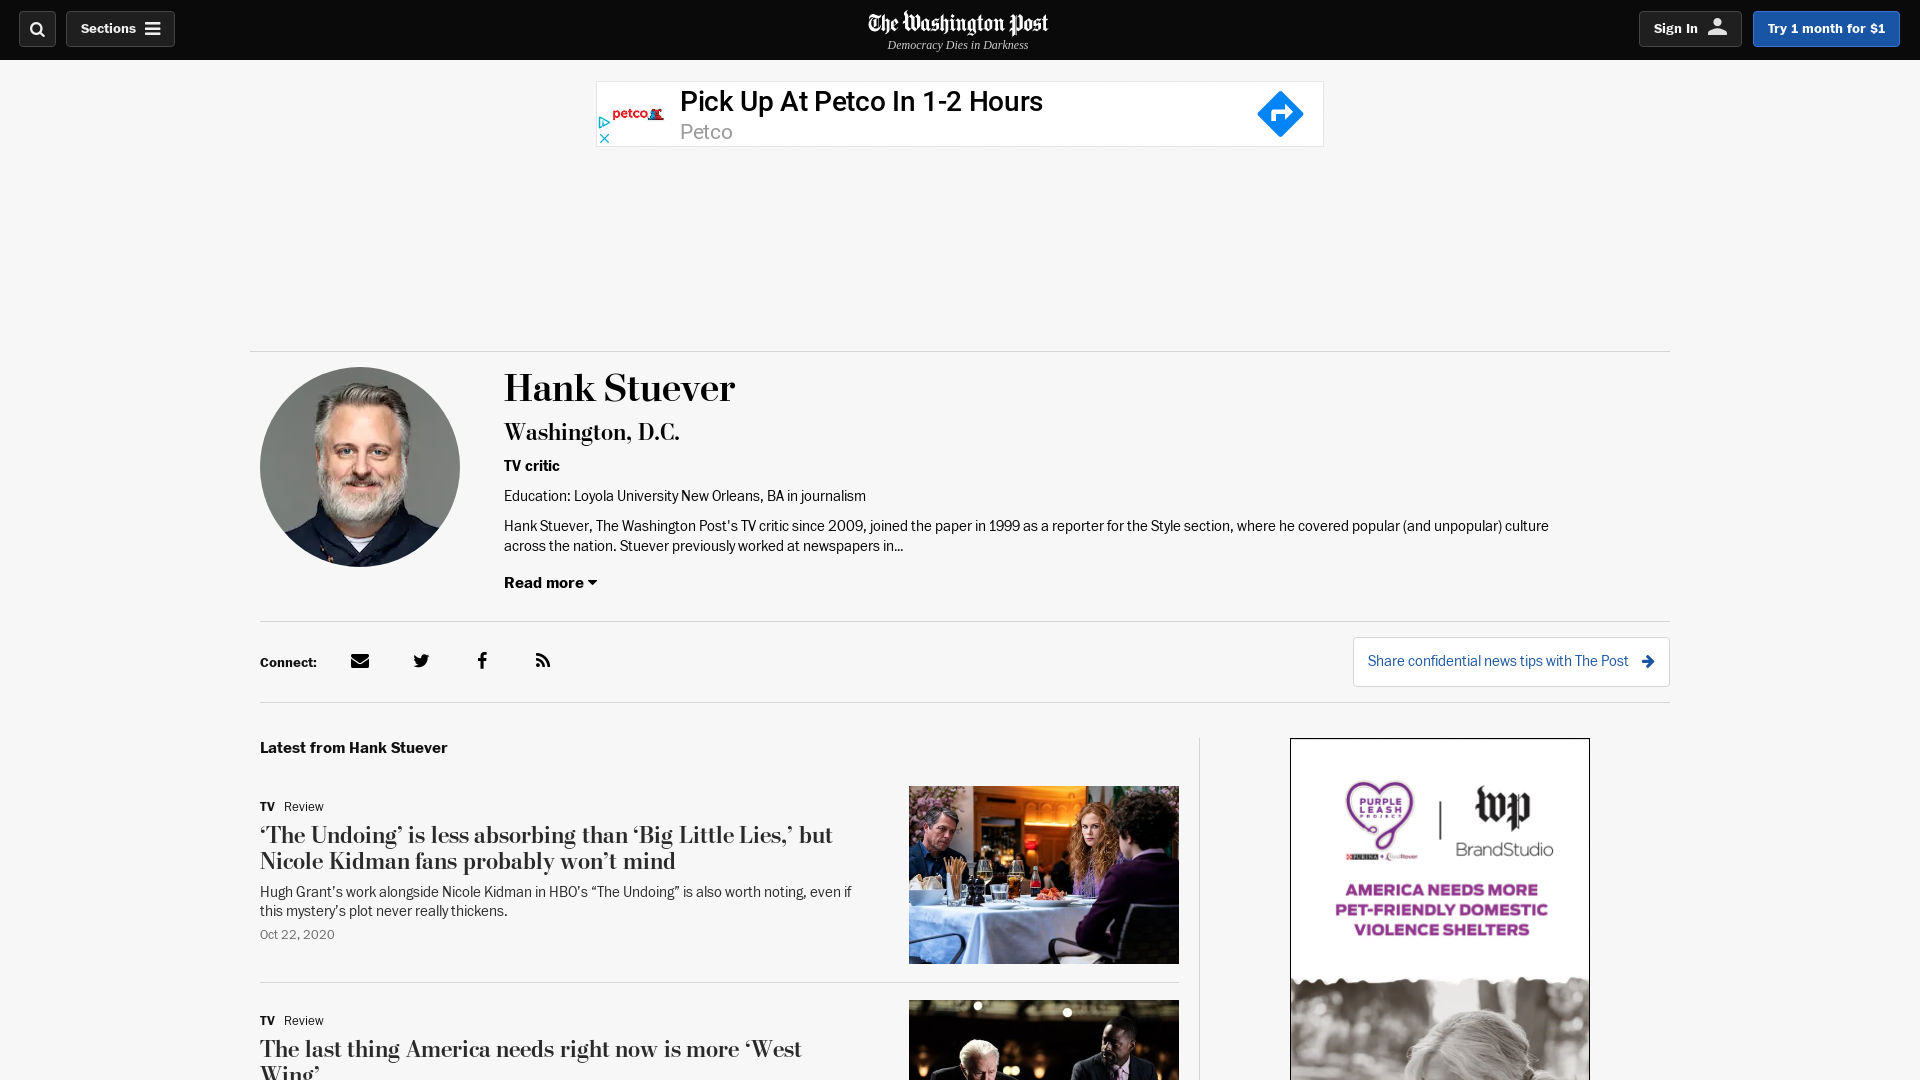 Sections
The Washington Post
Democracy Dies in Darkness
Sign In
Try 1 month for $1
petco
Pick Up At Petco In 1-2 Hours
Petco
Hank Stuever
Washington, D.C.
TV critic
Education: Loyola University New Orleans, BA in journalism
Hank Stuever, The Washington Post's TV critic since 2009, joined the paper in 1999 as a reporter for the Style section, where he covered popular (and unpopular) culture
across the nation. Stuever previously worked at newspapers in...
Read more
Connect:
Share confidential news tips with The Post
Latest from Hank Stuever
TV Review
‘The Undoing’ is less absorbing than ‘Big Little Lies,’ but
Nicole Kidman fans probably won’t mind
Hugh Grant’s work alongside Nicole Kidman in HBO’s “The Undoing” is also worth noting, even if
this mystery’s plot never really thickens.
Oct 22, 2020
TV Review
The last thing America needs right now is more ‘West
Wing’
PURPLE
LEASH
PROJECT
PURINA
wp
BrandStudio
AMERICA NEEDS MORE
PET-FRIENDLY DOMESTIC
VIOLENCE SHELTERS